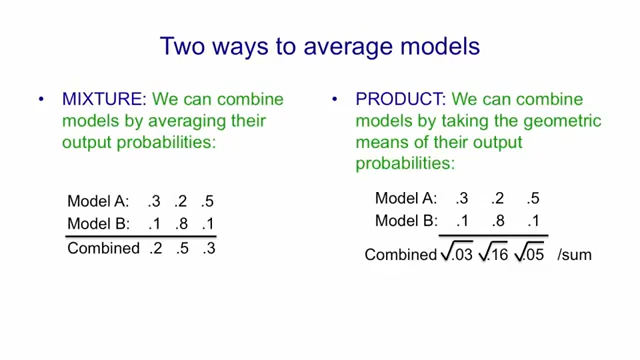 Two ways to average models
• MIXTURE: We can combine
models by averaging their
output probabilities:
Model A: .3 .2 .5
Model B: .1 .8 .1
Combined .2 .5 .3
• PRODUCT: We can combine
models by taking the geometric
means of their output
probabilities:
Model A: .3 .2 .5
Model B: .1 .8 .1
Combined √.03 √.16 √.05 /sum